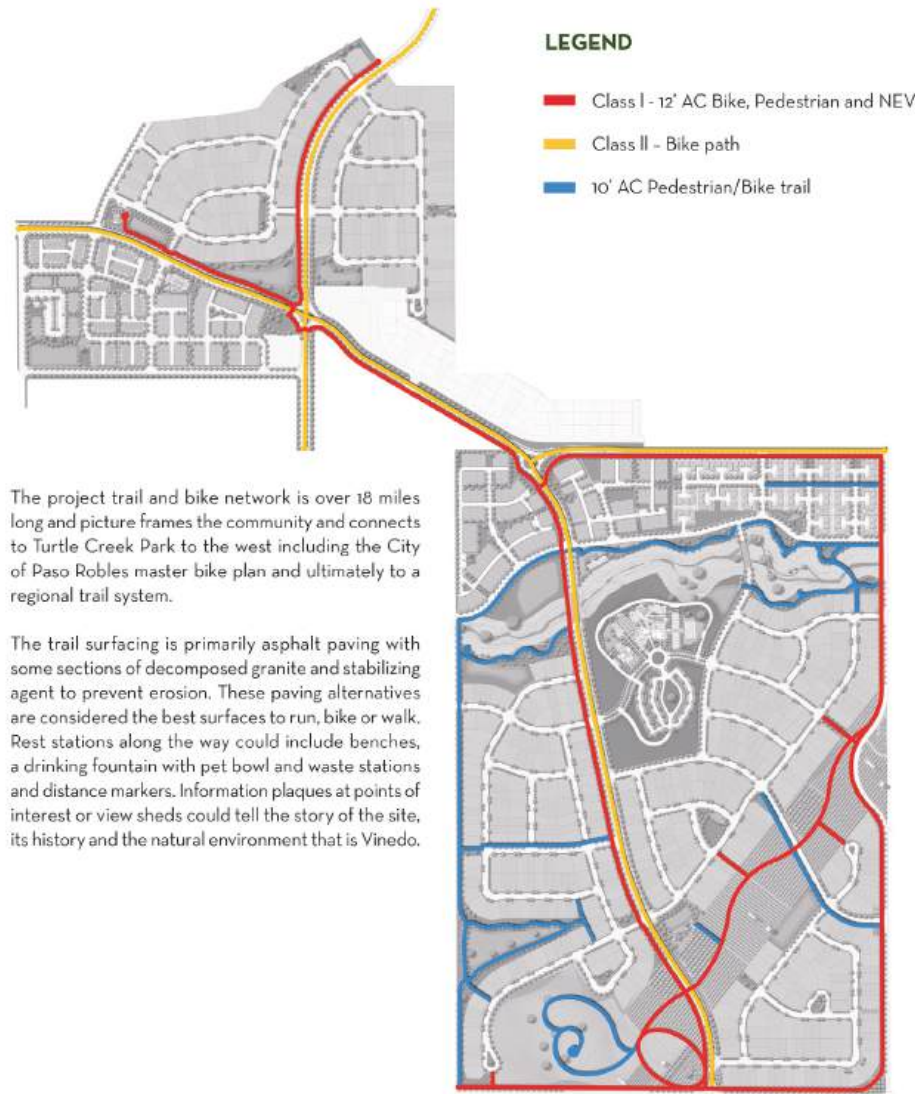 LEGEND
Class I - 12' AC Bike, Pedestrian and NEV
Class II - Bike path
10' AC Pedestrian/Bike trail
The project trail and bike network is over 18 miles
long and picture frames the community and connects
to Turtle Creek Park to the west including the City
of Paso Robles master bike plan and ultimately to a
regional trail system.
The trail surfacing is primarily asphalt paving with
some sections of decomposed granite and stabilizing
agent to prevent erosion. These paving alternatives
are considered the best surfaces to run, bike or walk.
Rest stations along the way could include benches,
a drinking fountain with pet bowl and waste stations
and distance markers. Information plaques at points of
interest or view sheds could tell the story of the site,
its history and the natural environment that is Vinedo.